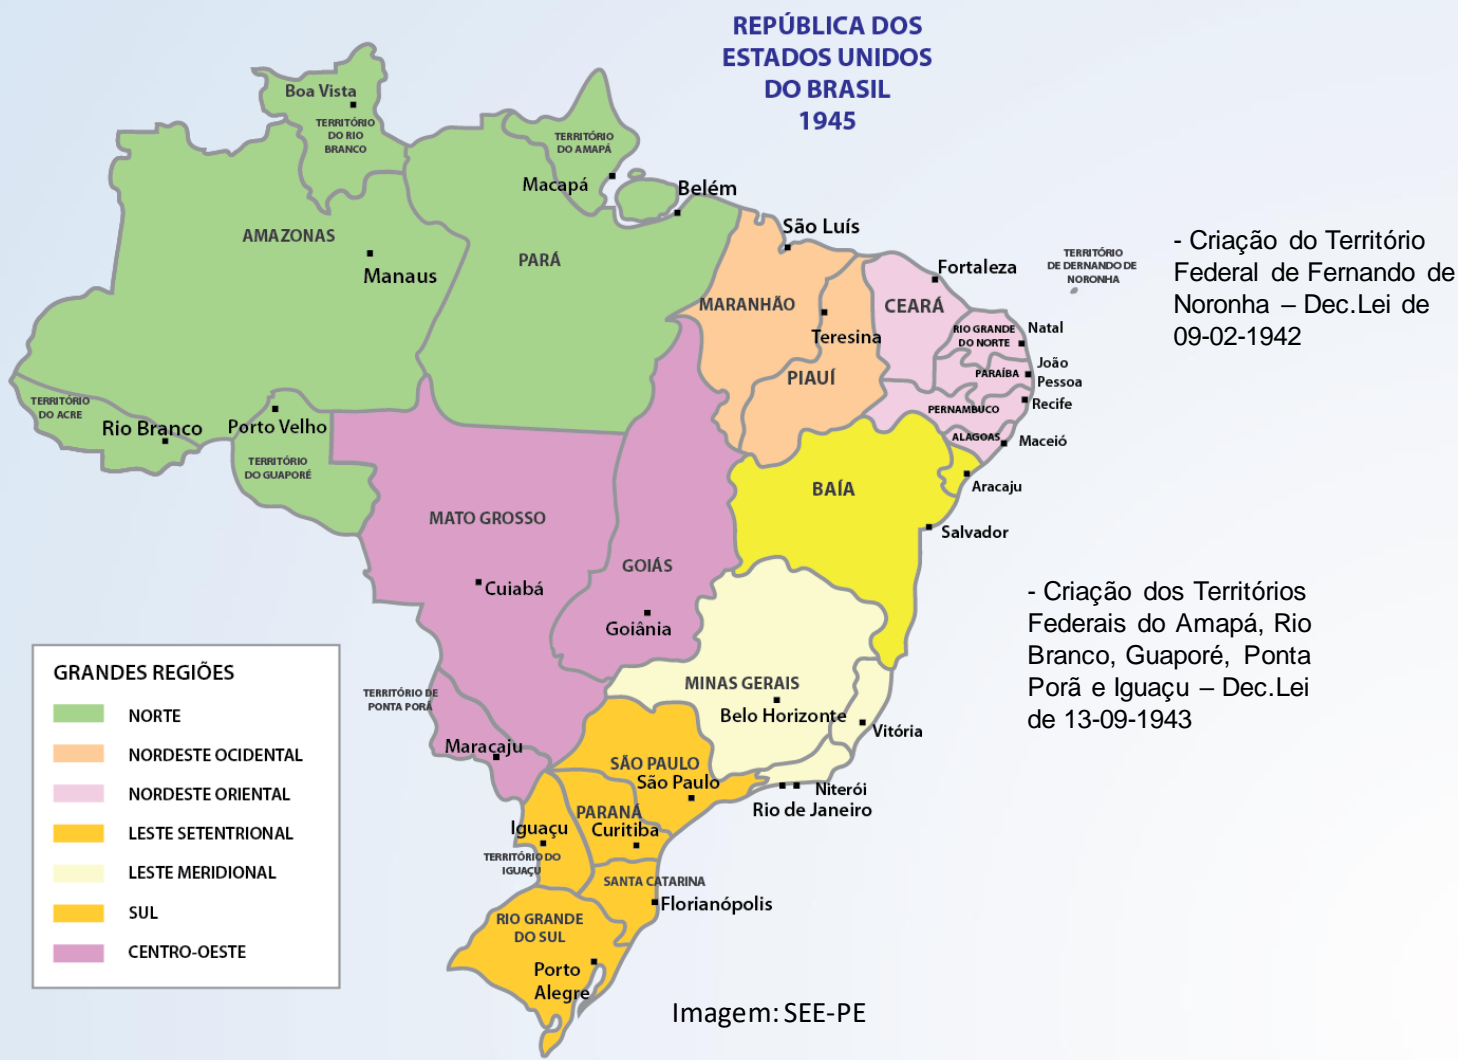 REPÚBLICA DOS
ESTADOS UNIDOS
DO BRASIL
1945
Boa Vista
TERRITÓRIO
DO RIO
BRANCO
TERRITÓRIO
DO AMAPÁ
Macapá
Belém
São Luís
AMAZONAS
Manaus
PARÁ
MARANHÃO
Teresina
PIAUÍ
CEARÁ
Fortaleza
TERRITÓRIO
DE DERNANDO DE
NORONHA
RIO GRANDE
DO NORTE
Natal
PARAÍBA
João
Pessoa
PERNAMBUCO
Recife
ALAGOAS
Maceió
Aracaju
BAÍA
Salvador
TERRITÓRIO
DO ACRE
Rio Branco
Porto Velho
TERRITÓRIO
DO GUAPORÉ
MATO GROSSO
Cuiabá
GOIÁS
Goiânia
MINAS GERAIS
Belo Horizonte
Vitória
TERRITÓRIO DE
PONTA PORÃ
Maracaju
SÃO PAULO
São Paulo
Niterói
Rio de Janeiro
PARANÁ
Curitiba
Iguaçu
TERRITÓRIO DO
IGUAÇU
SANTA CATARINA
Florianópolis
RIO GRANDE
DO SUL
Porto
Alegre
- Criação do Território
Federal de Fernando de
Noronha – Dec.Lei de
09-02-1942
- Criação dos Territórios
Federais do Amapá, Rio
Branco, Guaporé, Ponta
Porã e Iguaçu – Dec.Lei
de 13-09-1943
GRANDES REGIÕES
NORTE
NORDESTE OCIDENTAL
NORDESTE ORIENTAL
LESTE SETENTRIONAL
LESTE MERIDIONAL
SUL
CENTRO-OESTE
Imagem: SEE-PE